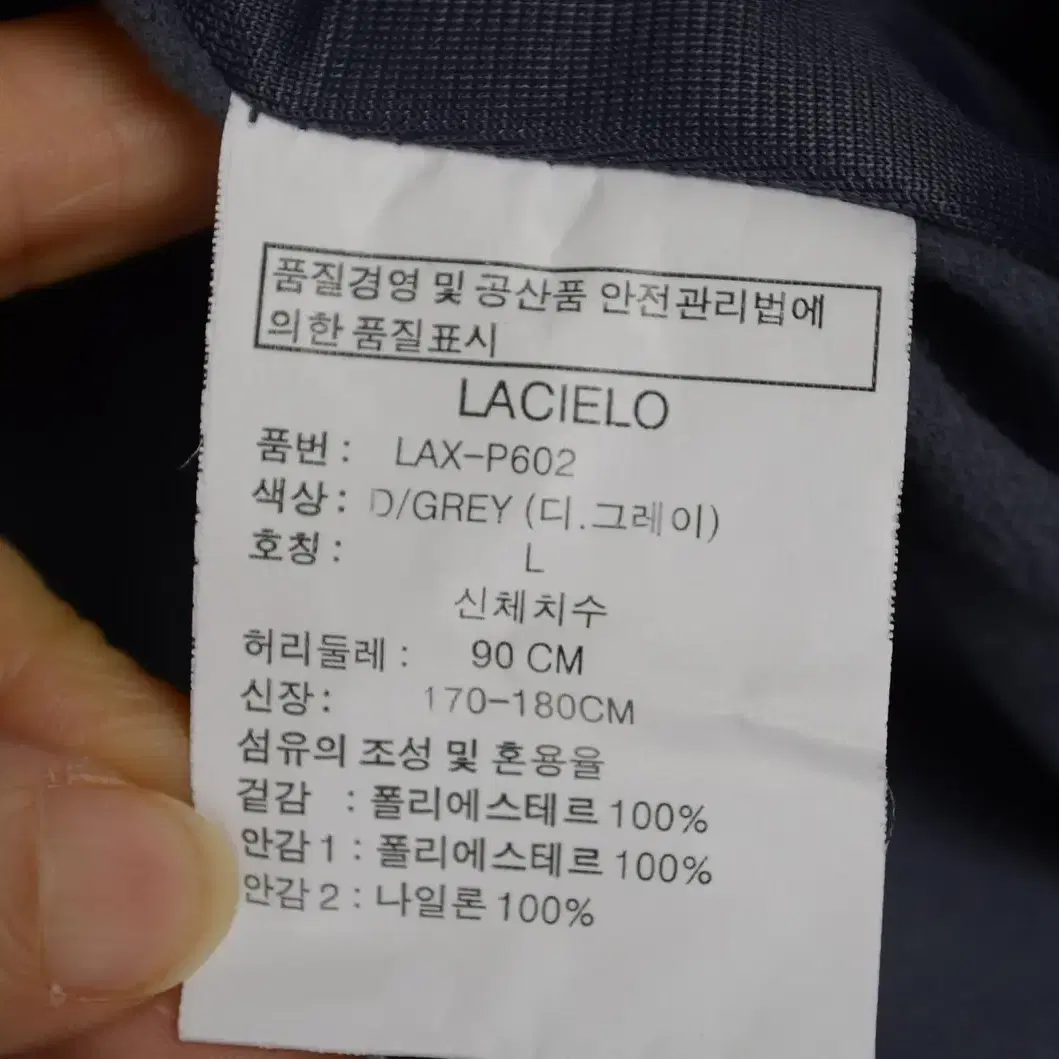 품질경영 및 공산품 안전관리법에
의한 품질표시
LACIELO
품번 : LAX-P602
색상 : D/GREY (디.그레이)
호칭 : L
신체치수
허리둘레 : 90 CM
신장 : 170-180CM
섬유의 조성 및 혼용율
겉감 : 폴리에스테르 100%
안감 1 : 폴리에스테르 100%
안감 2 : 나일론 100%